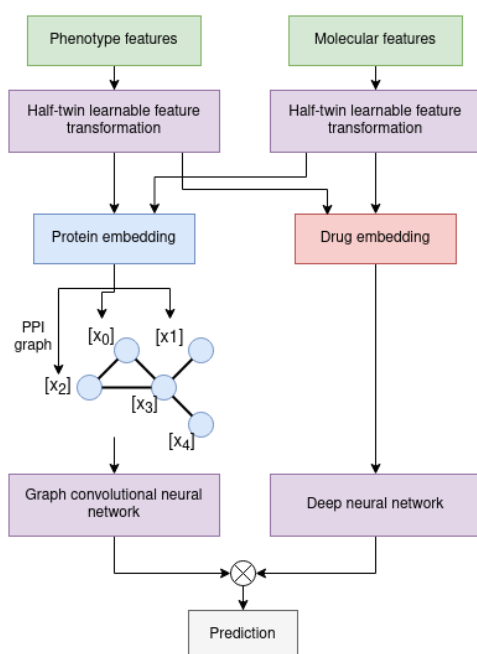 Phenotype features
Molecular features
Half-twin learnable feature
transformation
Half-twin learnable feature
transformation
Protein embedding
Drug embedding
PPI
graph
[x0]
[x1]
[x2]
[x3]
[x4]
Graph convolutional neural
network
Deep neural network
Prediction